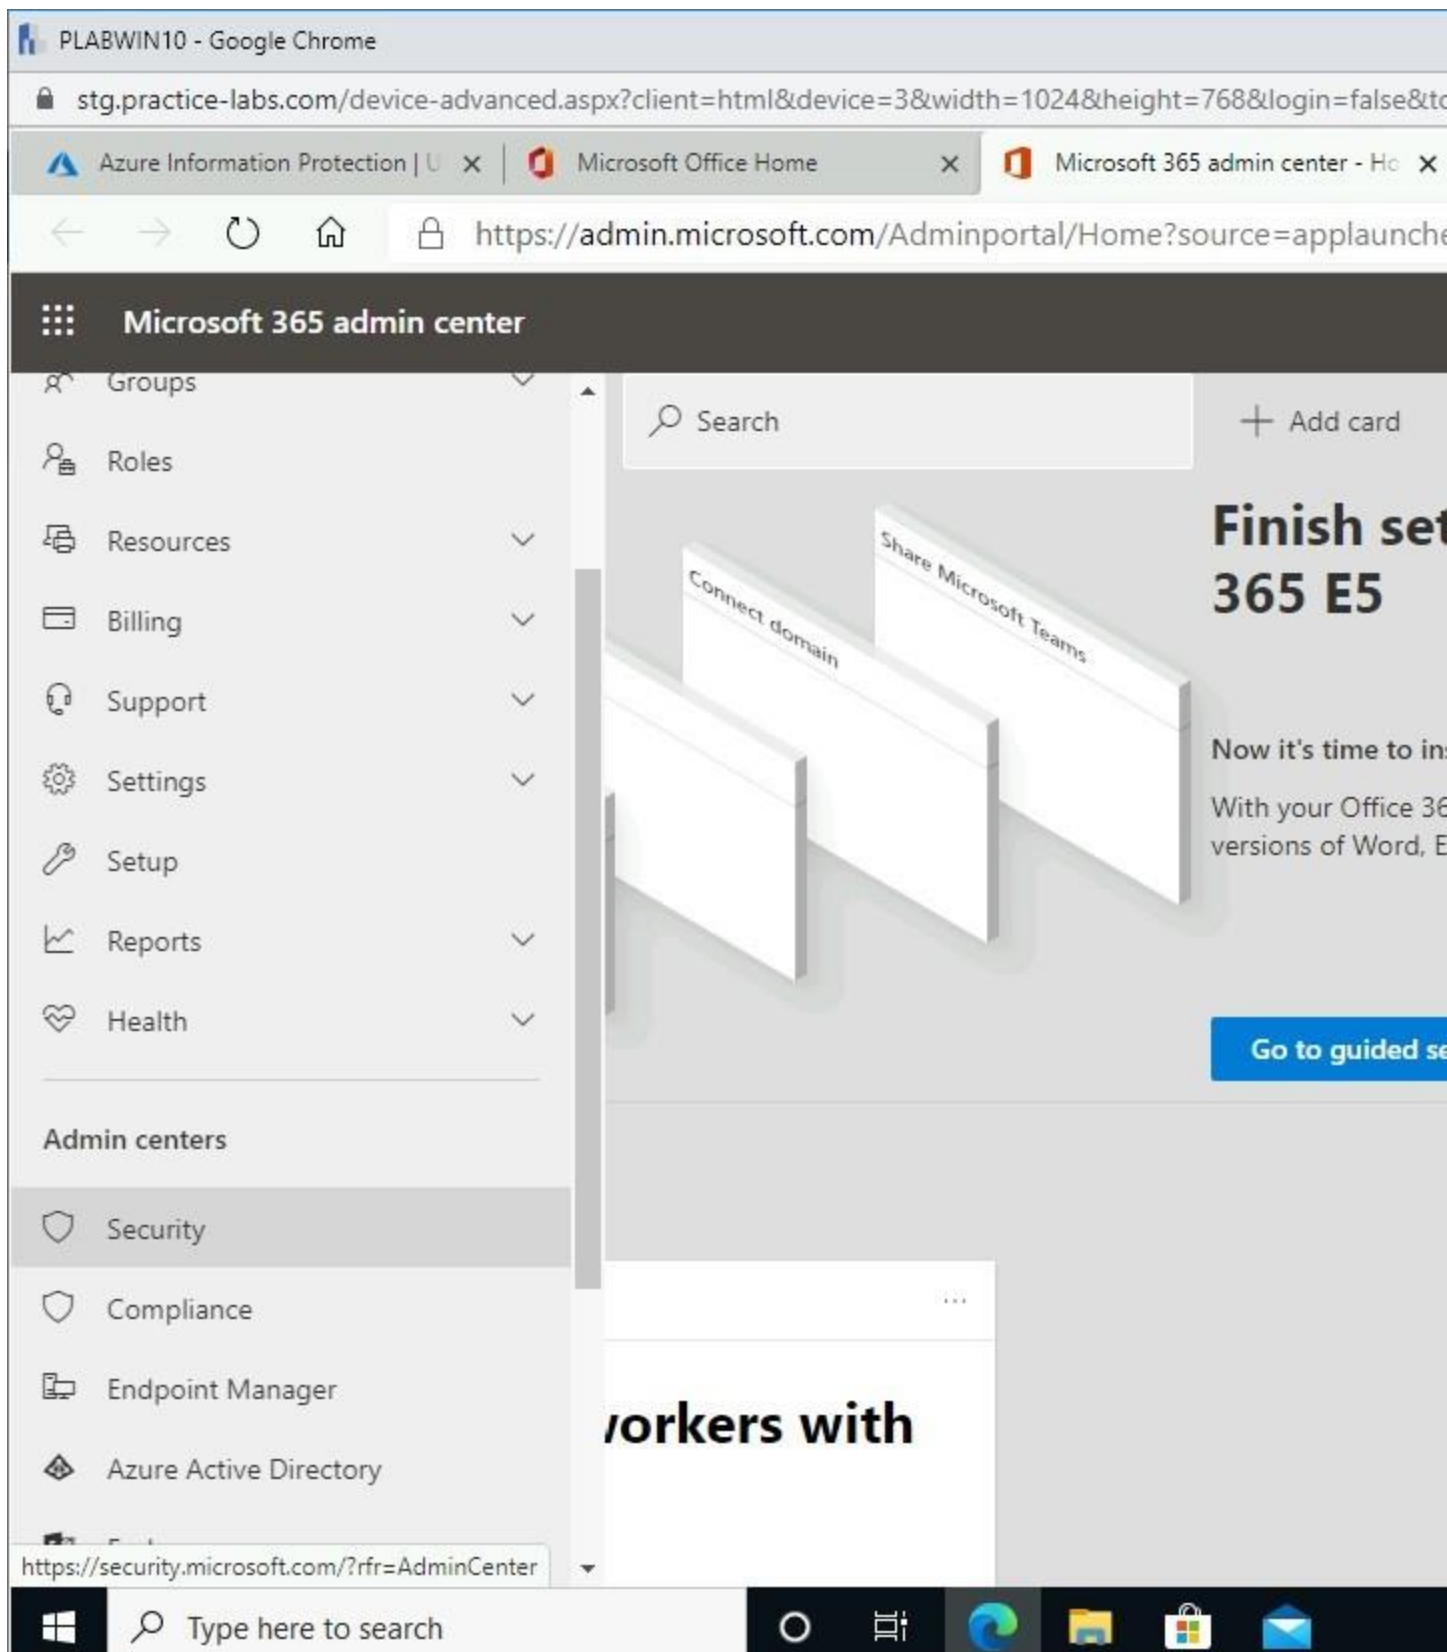 PLABWIN10 - Google Chrome
stg.practice-labs.com/device-advanced.aspx?client=html&device=3&width=1024&height=768&login=false&to
Azure Information Protection | U
Microsoft Office Home
Microsoft 365 admin center - Ho
https://admin.microsoft.com/Adminportal/Home?source=applaunche
Microsoft 365 admin center
Groups
Roles
Resources
Billing
Support
Settings
Setup
Reports
Health
Admin centers
Security
Compliance
Endpoint Manager
Azure Active Directory
https://security.microsoft.com/?rfr=AdminCenter
Search
Add card
Connect domain
Share Microsoft Teams
Finish set
365 E5
Now it's time to ins
With your Office 36
versions of Word, E
Go to guided se
...
workers with
Type here to search